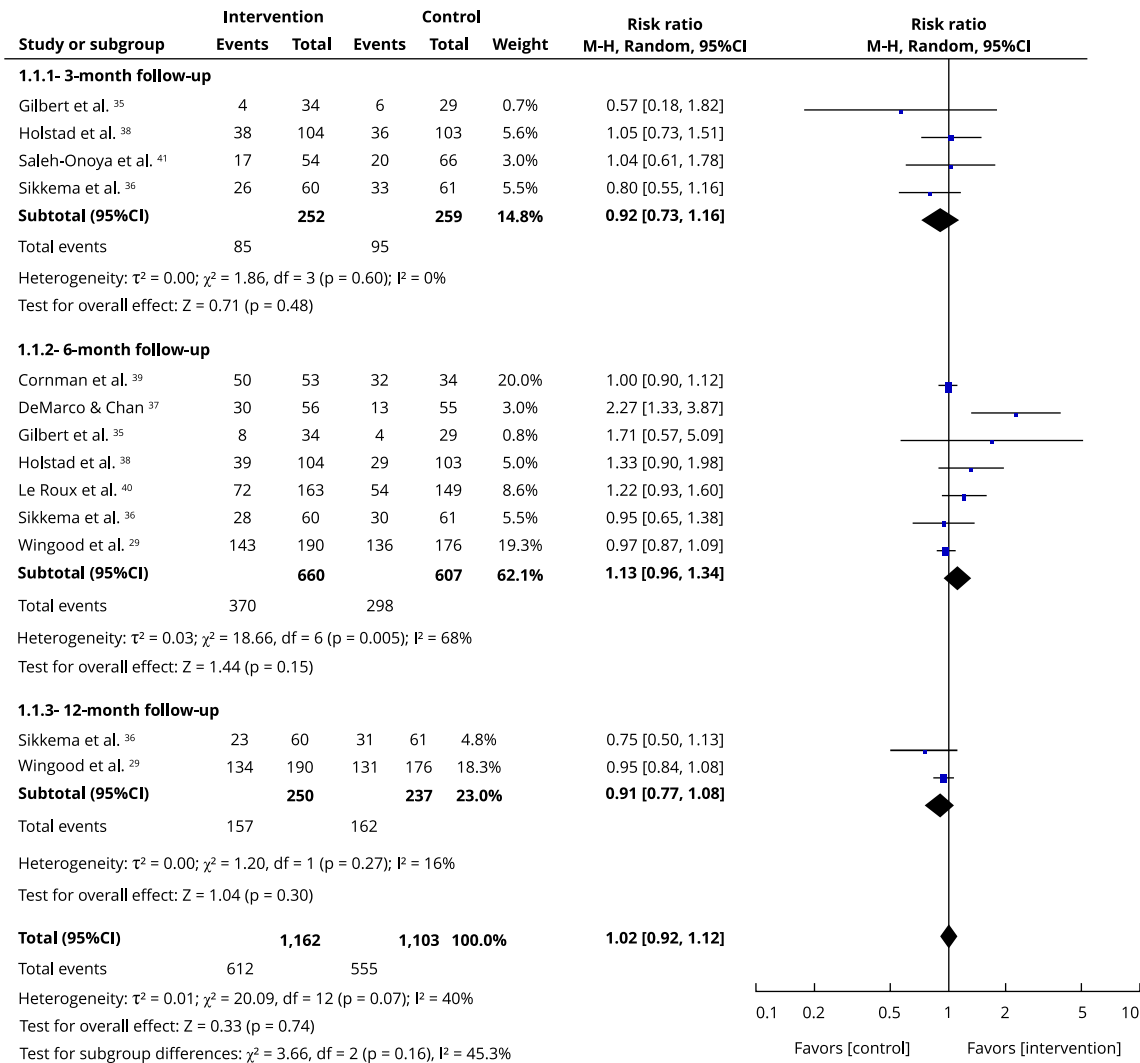 Intervention Control Risk ratio Risk ratio
Study or subgroup Events Total Events Total Weight M-H, Random, 95%CI M-H, Random, 95%CI
1.1.1- 3-month follow-up
Gilbert et al. ³⁵ 4 34 6 29 0.7% 0.57 [0.18, 1.82]
Holstad et al. ³⁸ 38 104 36 103 5.6% 1.05 [0.73, 1.51]
Saleh-Onoya et al. ⁴¹ 17 54 20 66 3.0% 1.04 [0.61, 1.78]
Sikkema et al. ³⁶ 26 60 33 61 5.5% 0.80 [0.55, 1.16]
Subtotal (95%CI) 252 259 14.8% 0.92 [0.73, 1.16]
Total events 85 95
Heterogeneity: τ² = 0.00; χ² = 1.86, df = 3 (p = 0.60); I² = 0%
Test for overall effect: Z = 0.71 (p = 0.48)
1.1.2- 6-month follow-up
Cornman et al. ³⁹ 50 53 32 34 20.0% 1.00 [0.90, 1.12]
DeMarco & Chan ³⁷ 30 56 13 55 3.0% 2.27 [1.33, 3.87]
Gilbert et al. ³⁵ 8 34 4 29 0.8% 1.71 [0.57, 5.09]
Holstad et al. ³⁸ 39 104 29 103 5.0% 1.33 [0.90, 1.98]
Le Roux et al. ⁴⁰ 72 163 54 149 8.6% 1.22 [0.93, 1.60]
Sikkema et al. ³⁶ 28 60 30 61 5.5% 0.95 [0.65, 1.38]
Wingood et al. ²⁹ 143 190 136 176 19.3% 0.97 [0.87, 1.09]
Subtotal (95%CI) 660 607 62.1% 1.13 [0.96, 1.34]
Total events 370 298
Heterogeneity: τ² = 0.03; χ² = 18.66, df = 6 (p = 0.005); I² = 68%
Test for overall effect: Z = 1.44 (p = 0.15)
1.1.3- 12-month follow-up
Sikkema et al. ³⁶ 23 60 31 61 4.8% 0.75 [0.50, 1.13]
Wingood et al. ²⁹ 134 190 131 176 18.3% 0.95 [0.84, 1.08]
Subtotal (95%CI) 250 237 23.0% 0.91 [0.77, 1.08]
Total events 157 162
Heterogeneity: τ² = 0.00; χ² = 1.20, df = 1 (p = 0.27); I² = 16%
Test for overall effect: Z = 1.04 (p = 0.30)
Total (95%CI) 1,162 1,103 100.0% 1.02 [0.92, 1.12]
Total events 612 555
Heterogeneity: τ² = 0.01; χ² = 20.09, df = 12 (p = 0.07); I² = 40%
Test for overall effect: Z = 0.33 (p = 0.74)
Test for subgroup differences: χ² = 3.66, df = 2 (p = 0.16), I² = 45.3%
0.1 0.2 0.5 1 2 5 10
Favors [control] Favors [intervention]